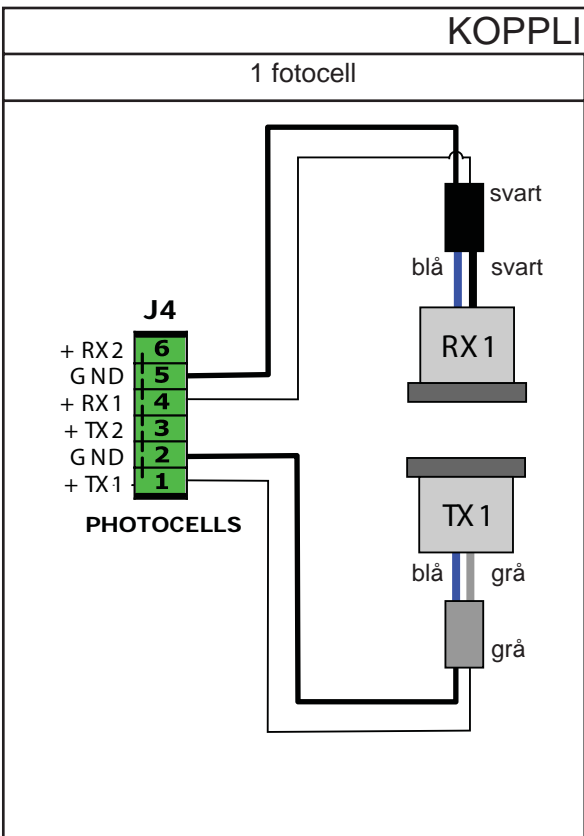 KOPPLI
1 fotocell
svart
blå svart
RX1
J4
+ RX2 6
GND 5
+ RX1 4
+ TX2 3
GND 2
+ TX1 1
PHOTOCELLS
TX1
blå grå
grå